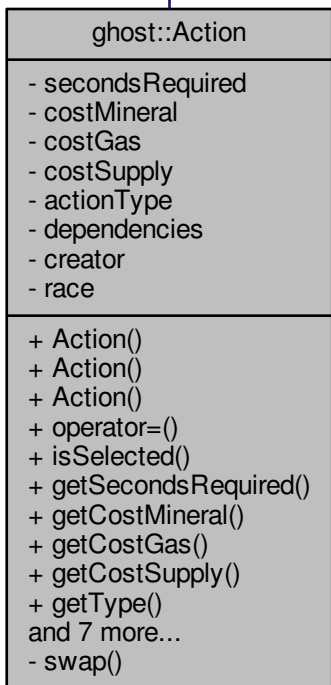 ghost::Action
- secondsRequired
- costMineral
- costGas
- costSupply
- actionType
- dependencies
- creator
- race
+ Action()
+ Action()
+ Action()
+ operator=()
+ isSelected()
+ getSecondsRequired()
+ getCostMineral()
+ getCostGas()
+ getCostSupply()
+ getType()
and 7 more...
- swap()